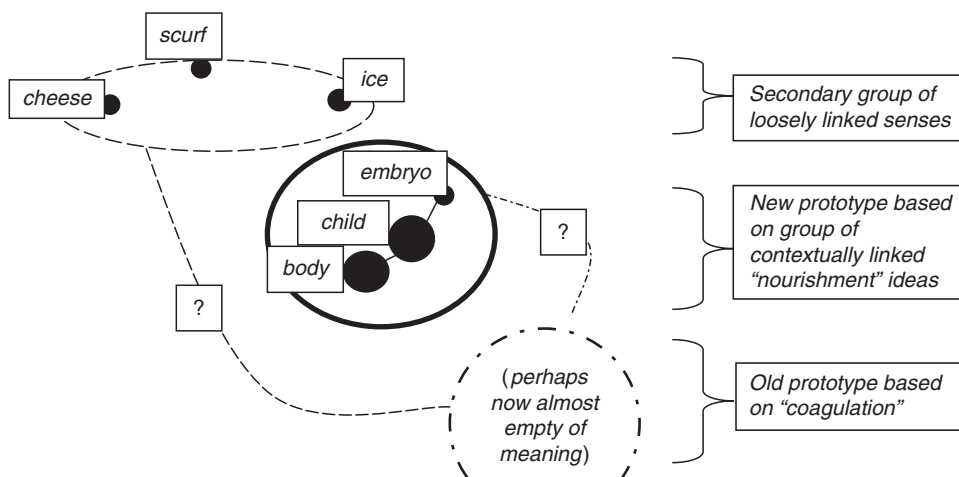 scurf
cheese
ice
embryo
child
body
?
?
(perhaps
now almost
empty of
meaning)
Secondary group of
loosely linked senses
New prototype based
on group of
contextually linked
“nourishment” ideas
Old prototype based
on “coagulation”